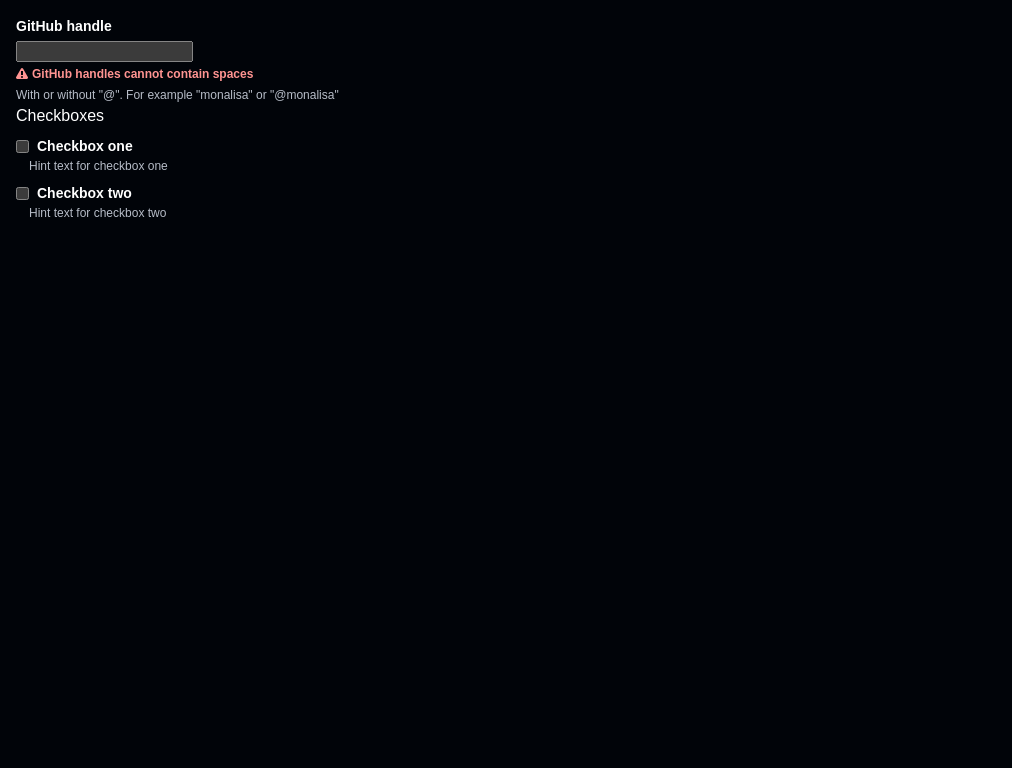 GitHub handle
GitHub handles cannot contain spaces
With or without "@". For example "monalisa" or "@monalisa"
Checkboxes
Checkbox one
Hint text for checkbox one
Checkbox two
Hint text for checkbox two